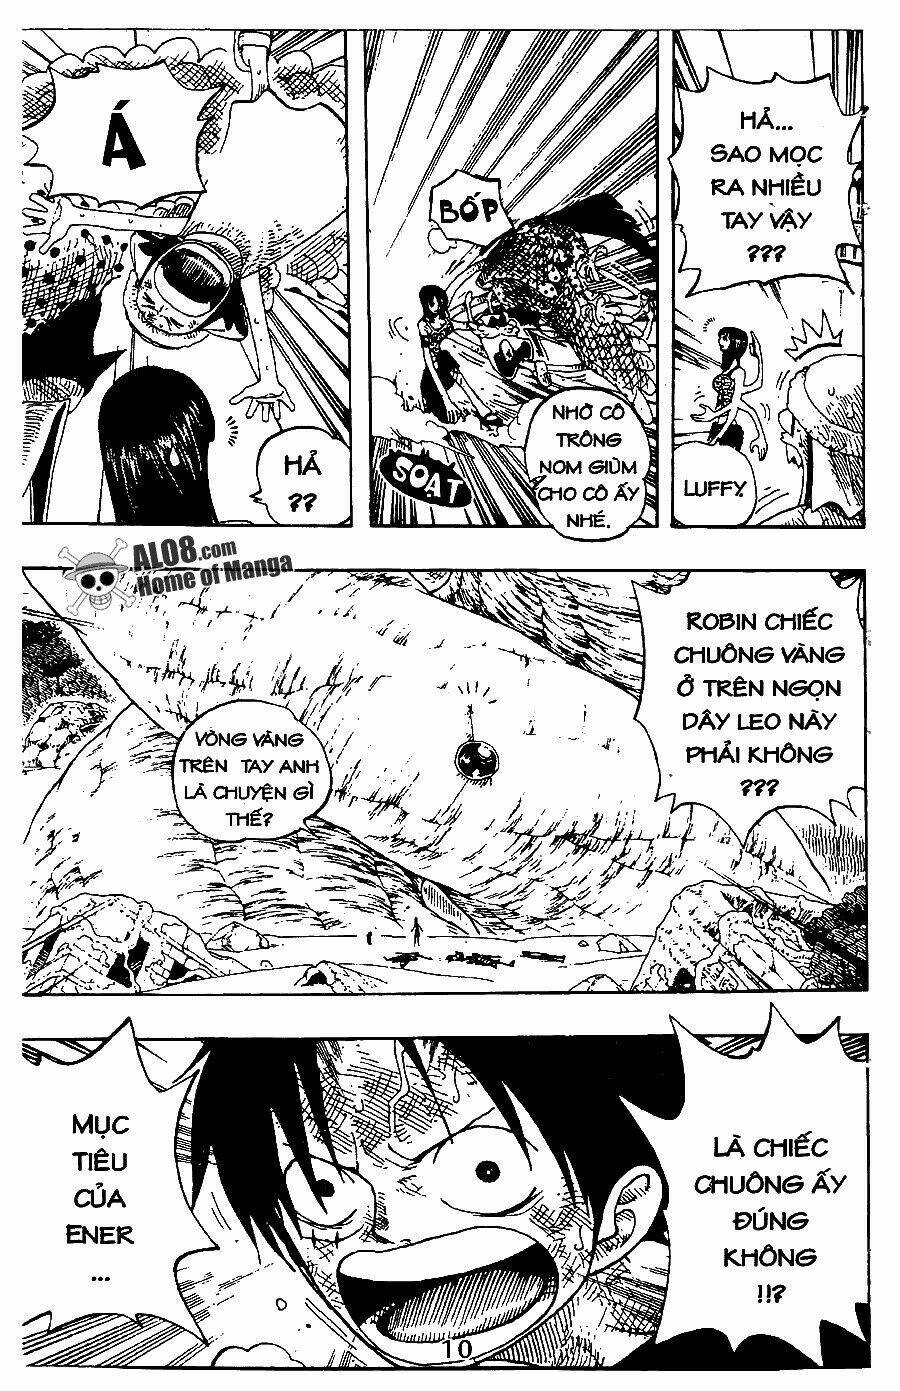 HẢ...
SAO MỌC
RA NHIỀU
TAY VẬY
???
LUFFY.
BỐP
NHỜ CÔ
TRÔNG
NOM GIÙM
CHO CÔ ẤY
NHÉ.
SOẠT
Á
HẢ
??
AL08.com
Home of Manga
ROBIN CHIẾC
CHUÔNG VÀNG
Ở TRÊN NGỌN
DÂY LEO NÀY
PHẢI KHÔNG
???
VÒNG VÀNG
TRÊN TAY ANH
LÀ CHUYỆN GÌ
THẾ?
LÀ CHIẾC
CHUÔNG ẤY
ĐÚNG
KHÔNG
!!?
MỤC
TIÊU
CỦA
ENER
...
10